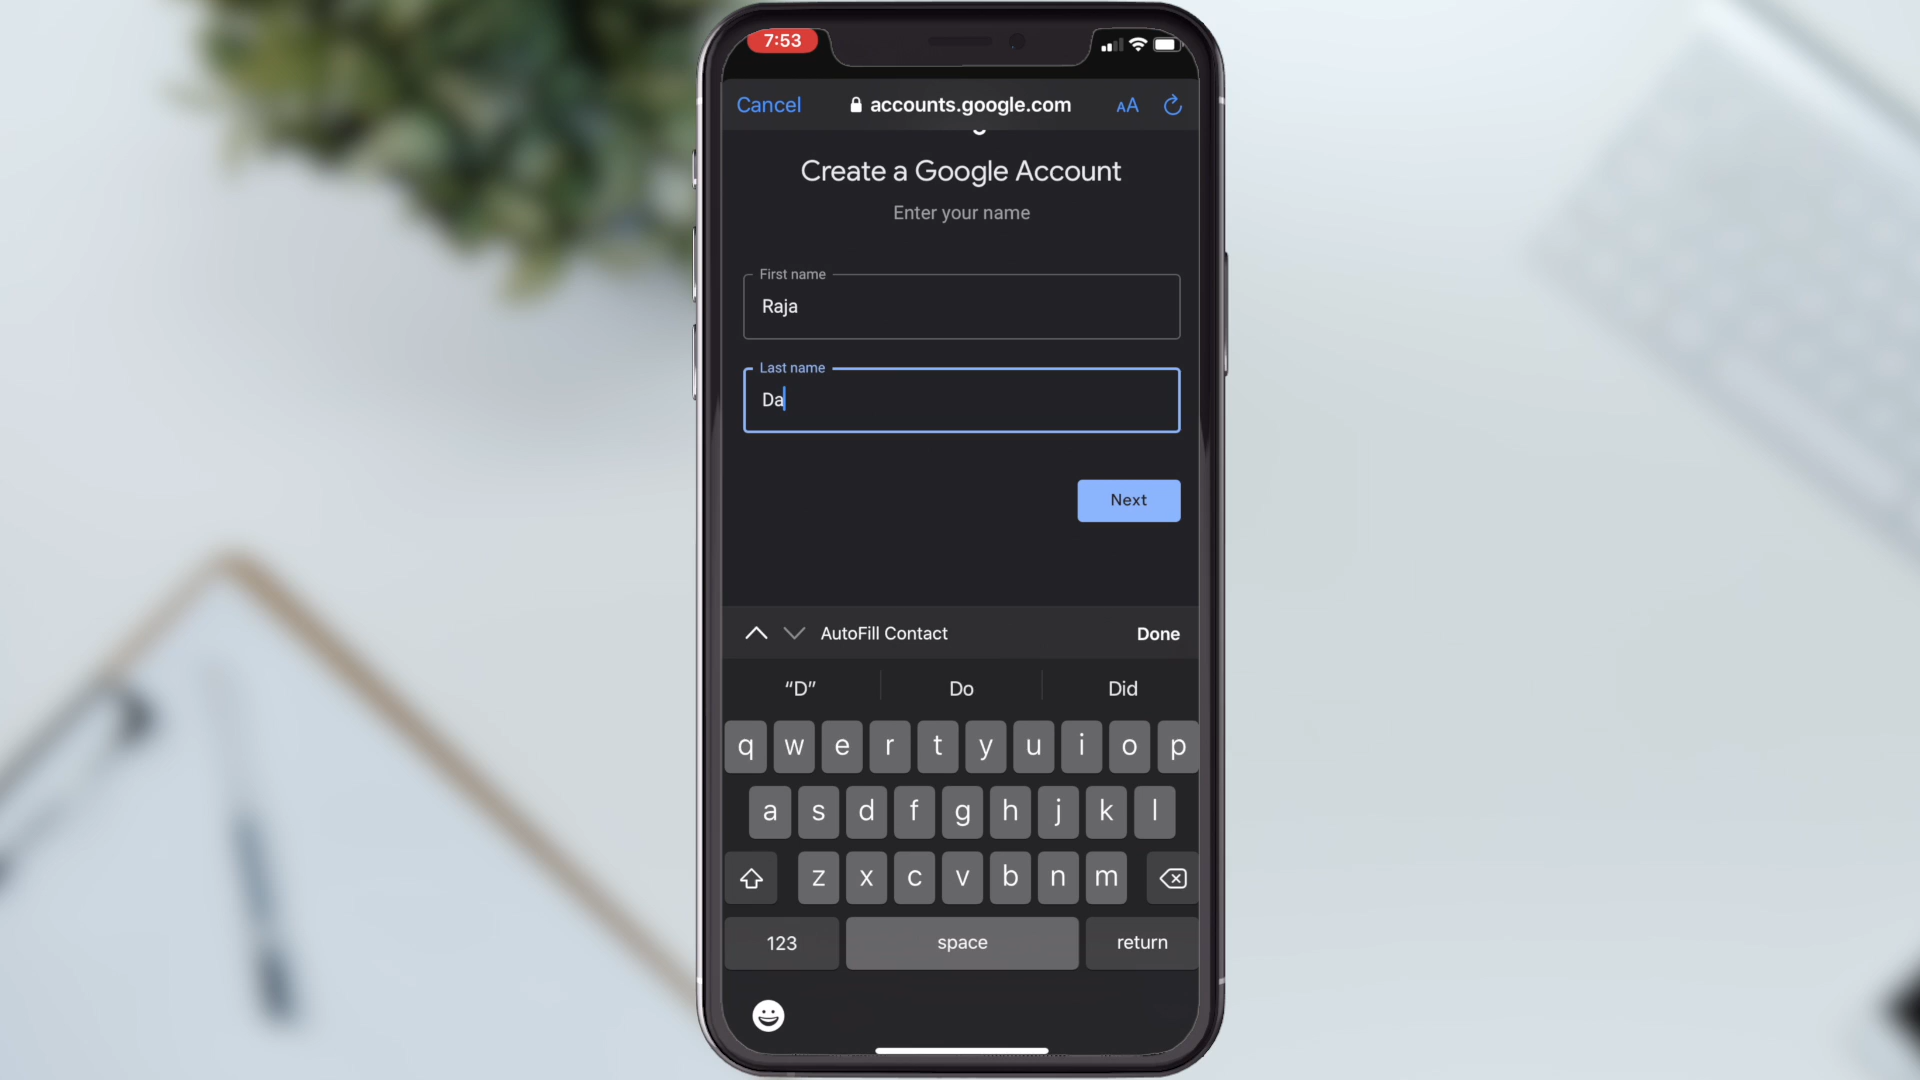 7:53
Cancel accounts.google.com AA
Create a Google Account
Enter your name
First name
Raja
Last name
Da
Next
AutoFill Contact Done
“D” Do Did
q w e r t y u i o p
a s d f g h j k l
z x c v b n m
123 space return